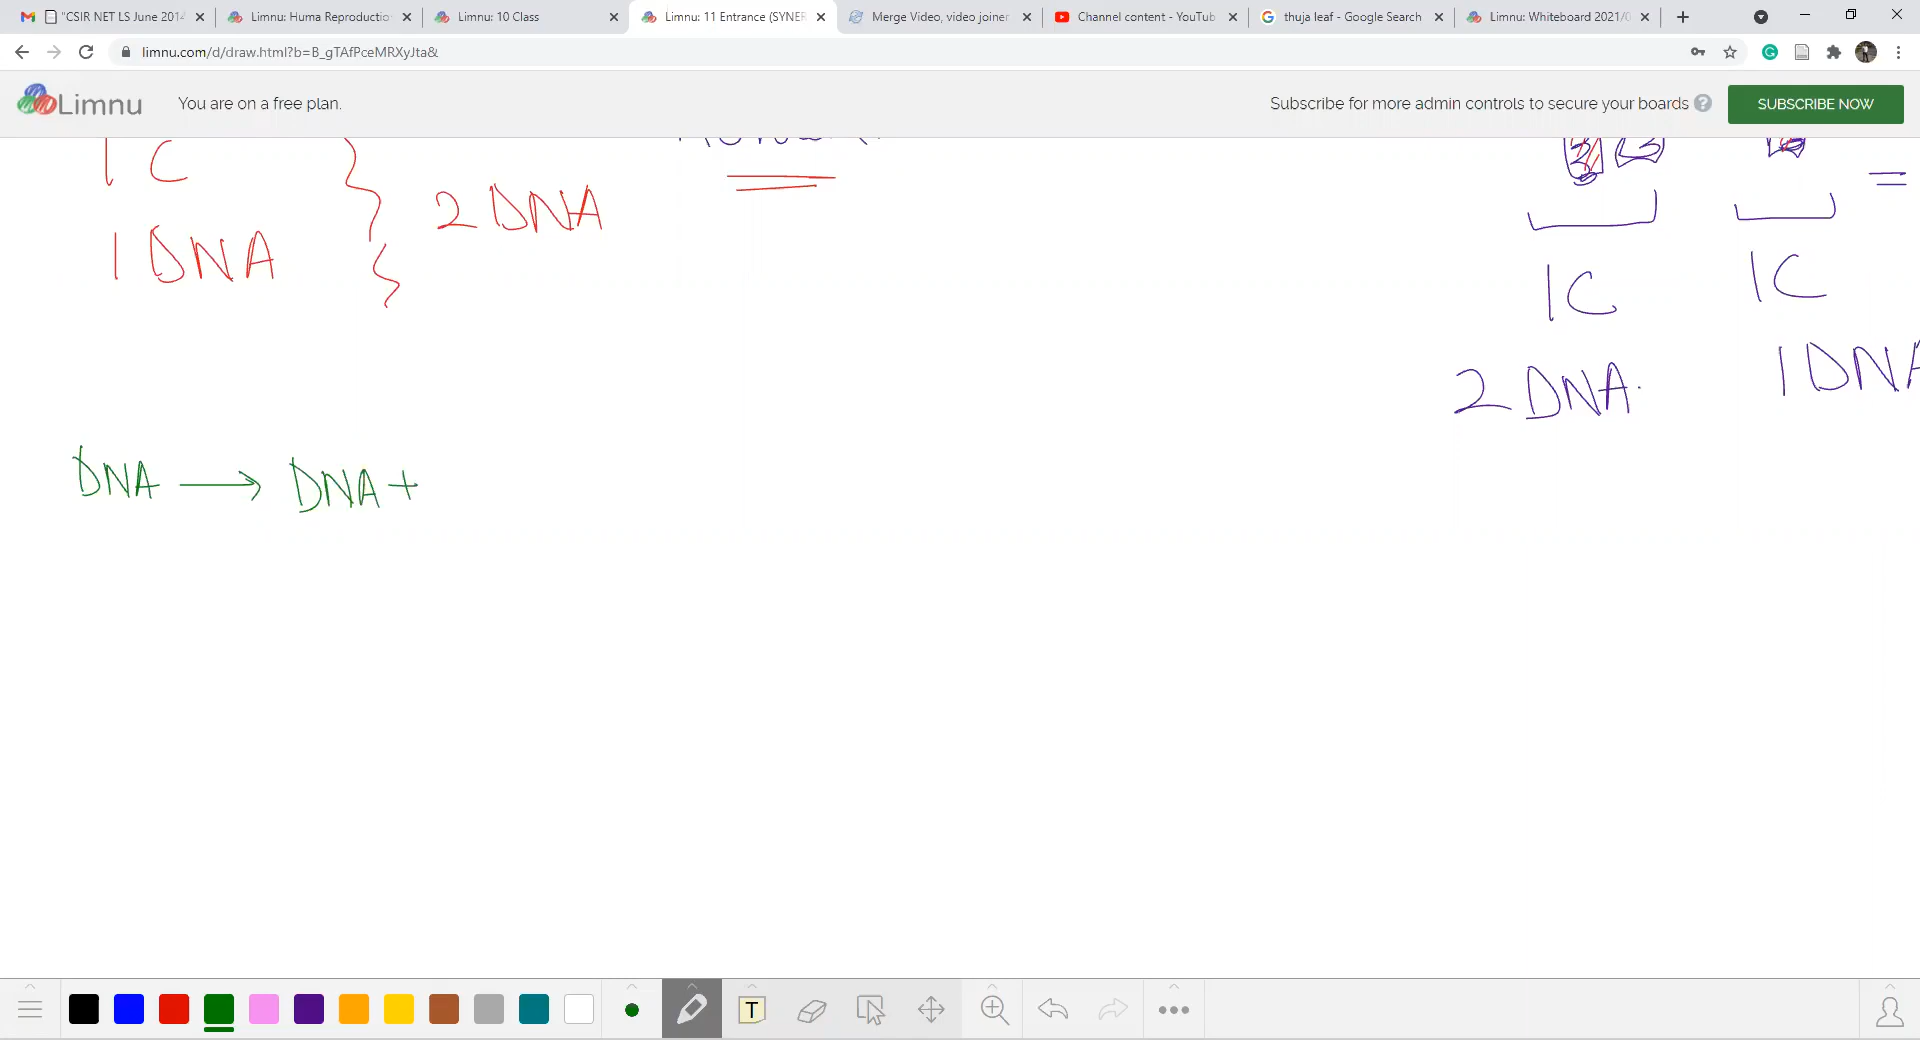 "CSIR NET LS June 201
Limnu: Huma Reproductio
Limnu: 10 Class
Limnu: 11 Entrance (SYNER
Merge Video, video joiner
Channel content - YouTub
thuja leaf - Google Search
Limnu: Whiteboard 2021/0
limnu.com/d/draw.html?b=B_gTAfPceMRXyJta&
Limnu
You are on a free plan.
Subscribe for more admin controls to secure your boards ?
SUBSCRIBE NOW
1 C
1 DNA
2 DNA
=
1C
1C
2 DNA
1 DNA
DNA → DNA +
T